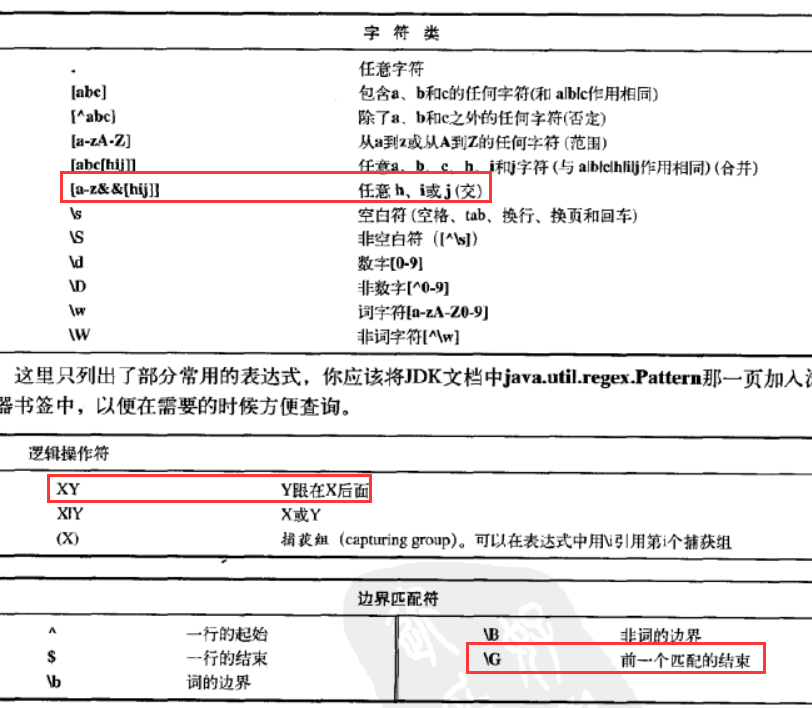 字 符 类
. 任意字符
[abc] 包含a、b和c的任何字符(和 a|b|c作用相同)
[^abc] 除了a、b和c之外的任何字符(否定)
[a-zA-Z] 从a到z或从A到Z的任何字符 (范围)
[abc[hij]] 任意a、b、c、h、i和j字符 (与 a|b|c|h|i|j作用相同) (合并)
[a-z&&[hij]] 任意 h、i或 j (交)
\s 空白符 (空格、tab、换行、换页和回车)
\S 非空白符（[^\s]）
\d 数字[0-9]
\D 非数字[^0-9]
\w 词字符[a-zA-Z0-9]
\W 非词字符[^\w]
这里只列出了部分常用的表达式，你应该将JDK文档中java.util.regex.Pattern那一页加入
器书签中，以便在需要的时候方便查询。
逻辑操作符
XY Y跟在X后面
X|Y X或Y
(X) 捕获组（capturing group）。可以在表达式中用\i引用第i个捕获组
边界匹配符
^ 一行的起始 \B 非词的边界
$ 一行的结束 \G 前一个匹配的结束
\b 词的边界